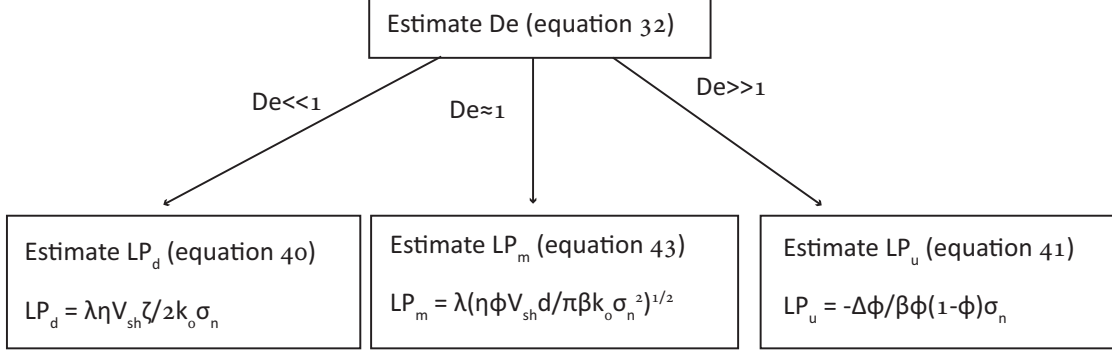 Estimate De (equation 32)
De<<1
De≈1
De>>1
Estimate LP_d (equation 40)
LP_d = ληV_shζ/2k_oσ_n
Estimate LP_m (equation 43)
LP_m = λ(ηϕV_shd/πβk_oσ_n²)^1/2
Estimate LP_u (equation 41)
LP_u = -Δϕ/βϕ(1-ϕ)σ_n